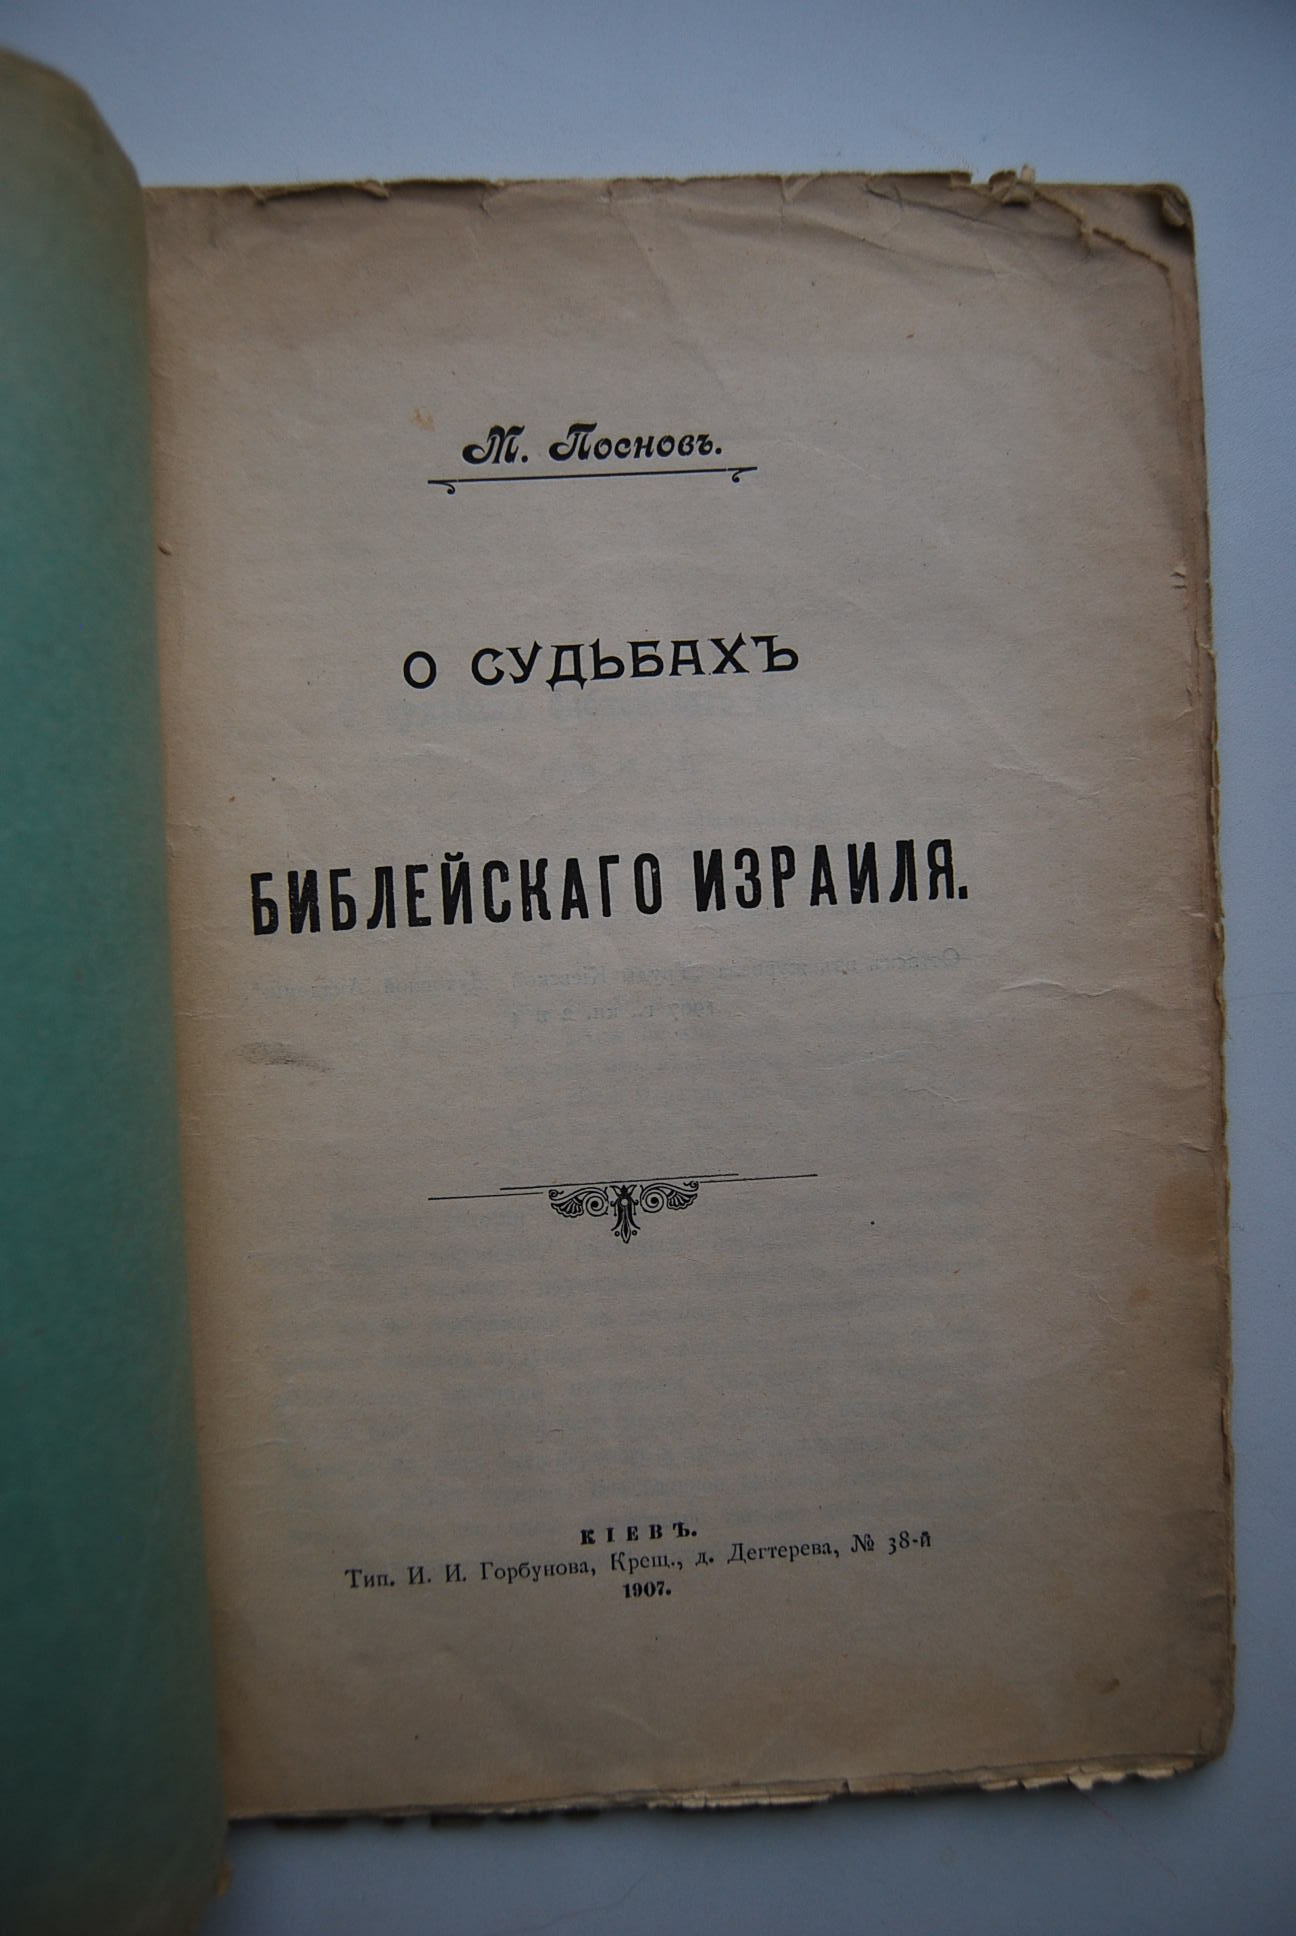 М. Посновъ.
О СУДЬБАХЪ
БИБЛЕЙСКАГО ИЗРАИЛЯ.
КІЕВЪ.
Тип. И. И. Горбунова, Крещ., д. Дегтерева, № 38-й
1907.